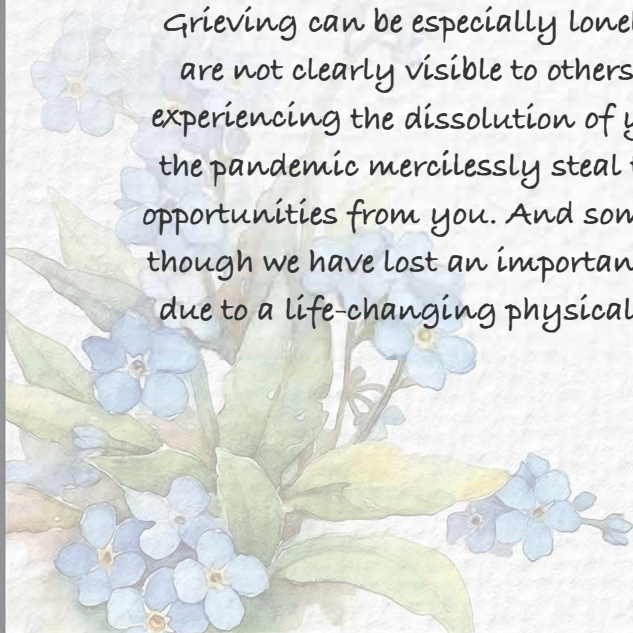 Grieving can be especially
are not clearly visible to others
experiencing the dissolution of
the pandemic mercilessly steal
opportunities from you. And
though we have lost an
due to a life-changing physical